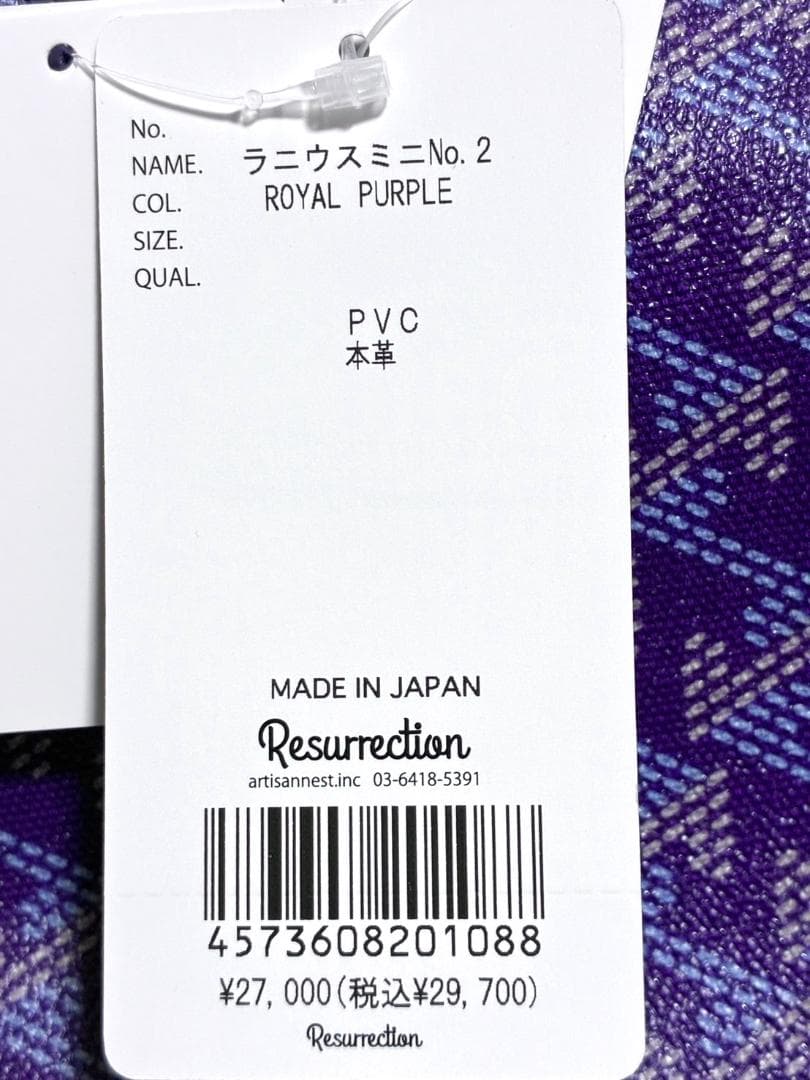 No.
NAME. ラニウスミニNo.2
COL. ROYAL PURPLE
SIZE.
QUAL.
PVC
本革
MADE IN JAPAN
Resurrection
artisannest.inc 03-6418-5391
4573608201088
¥27,000(税込¥29,700)
Resurrection